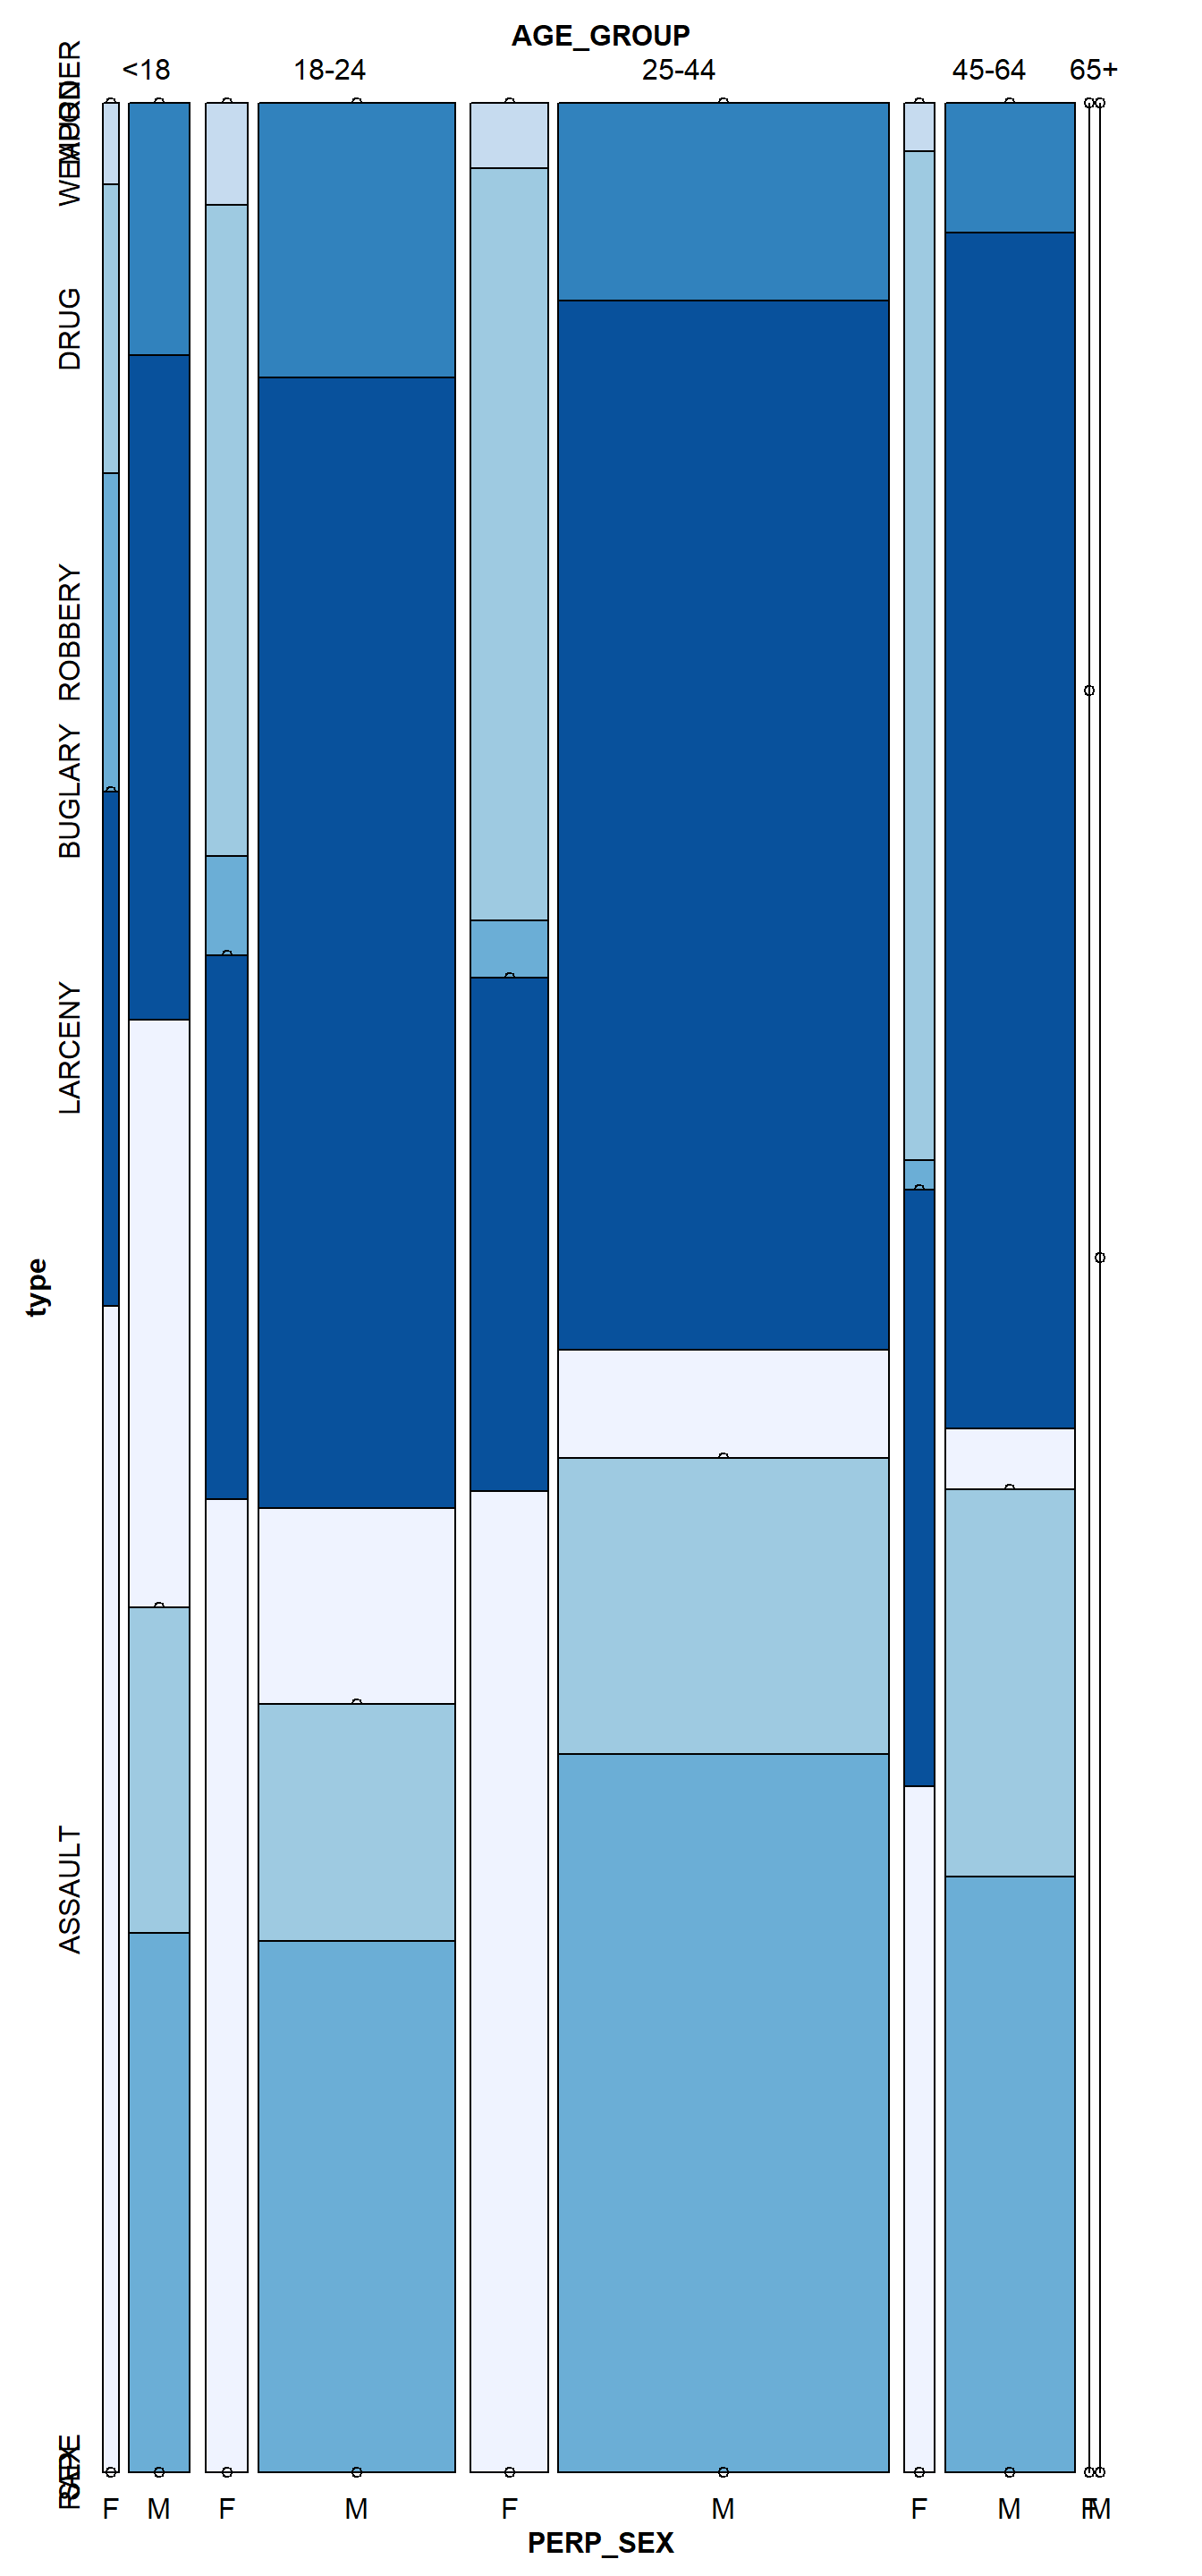 AGE_GROUP
<18 18-24 25-44 45-64 65+
DRUG
ROBBERY
BUGLARY
LARCENY
type
ASSAULT
F M F M F M F M F M
PERP_SEX